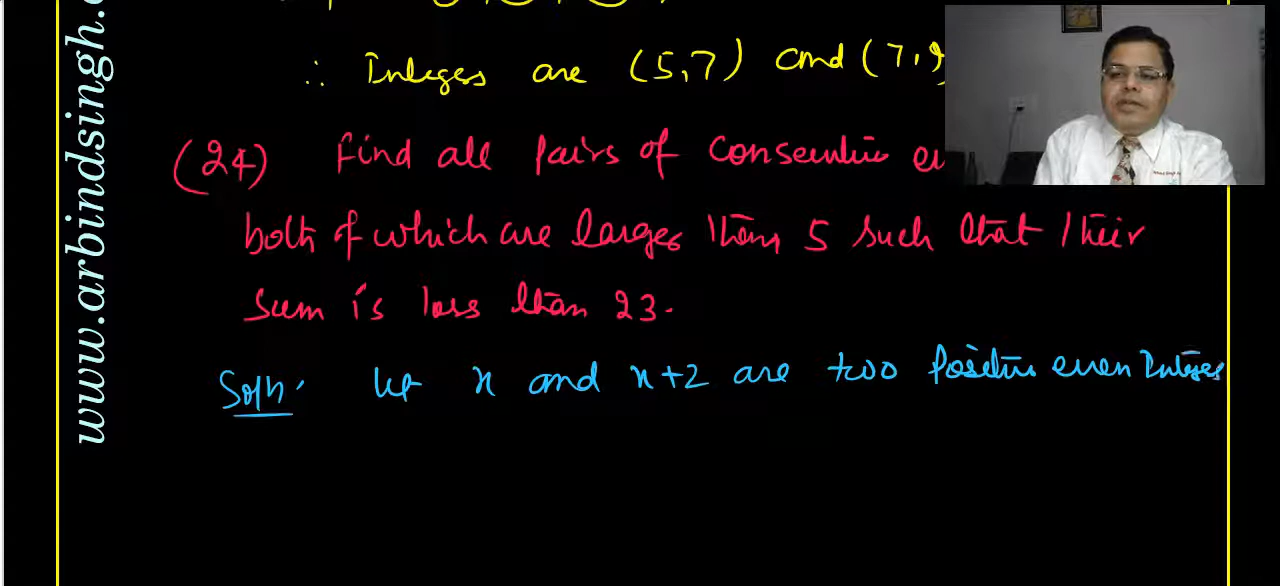 www.arbindsingh.c
∴ Integers are (5,7) and (7,9
(24) Find all pairs of consecutive ev
both of which are larger than 5 such that their
sum is less than 23.
Soln: let x and x+2 are two positive even Integers